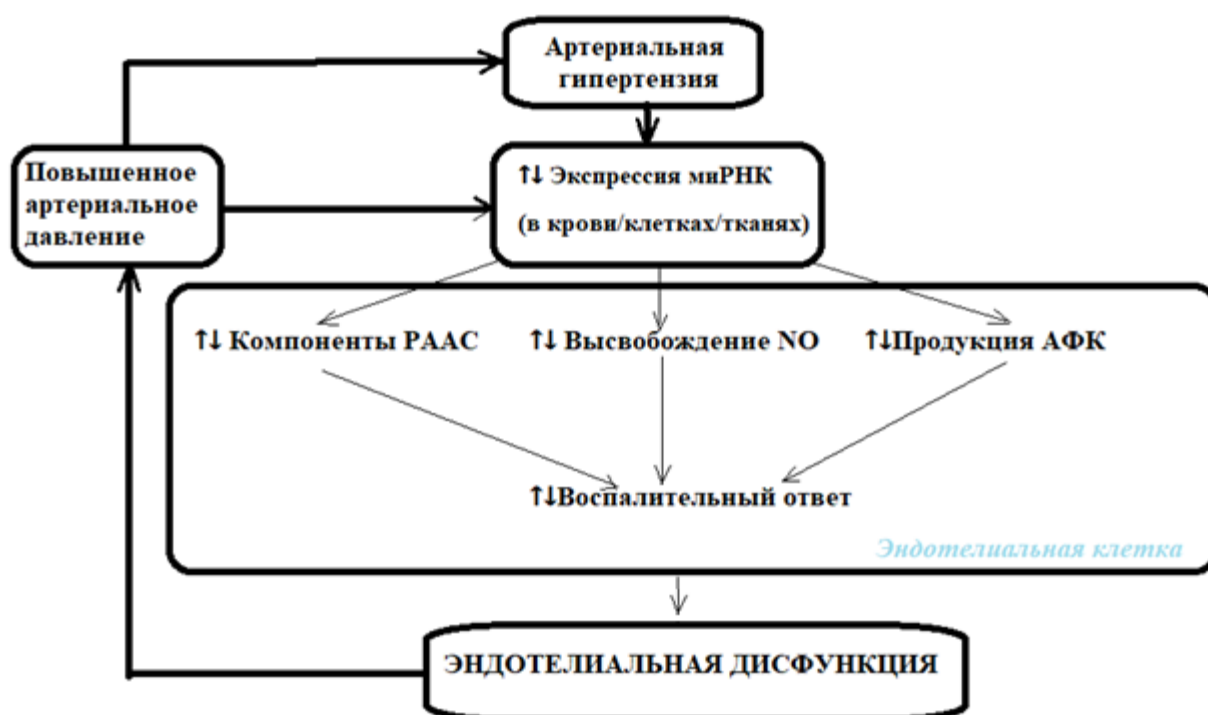 Артериальная
гипертензия
Повышенное
артериальное
давление
↑↓ Экспрессия миРНК
(в крови/клетках/тканях)
↑↓ Компоненты РААС
↑↓ Высвобождение NO
↑↓Продукция АФК
↑↓Воспалительный ответ
Эндотелиальная клетка
ЭНДОТЕЛИАЛЬНАЯ ДИСФУНКЦИЯ